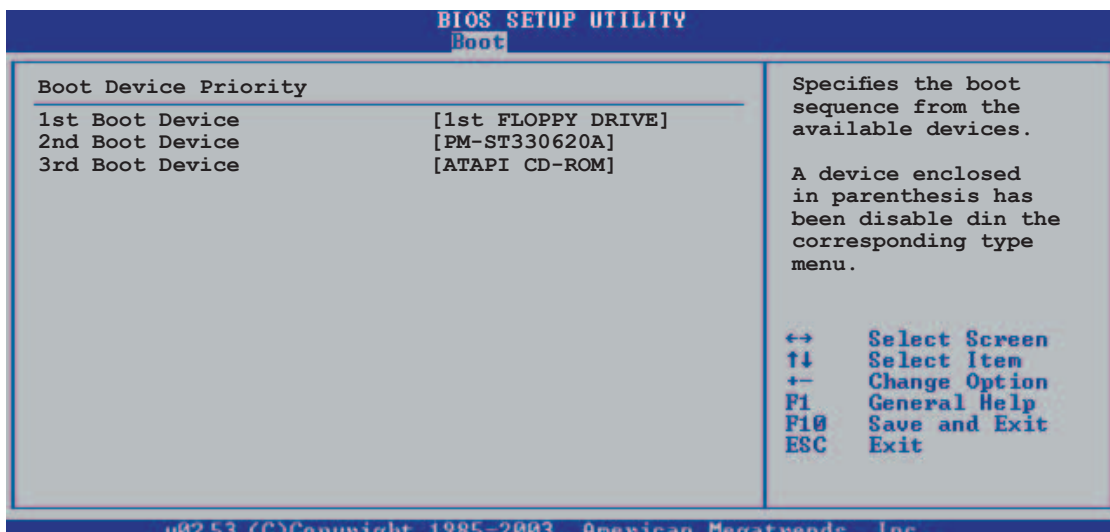 BIOS SETUP UTILITY
Boot
Boot Device Priority
1st Boot Device [1st FLOPPY DRIVE]
2nd Boot Device [PM-ST330620A]
3rd Boot Device [ATAPI CD-ROM]
Specifies the boot
sequence from the
available devices.
A device enclosed
in parenthesis has
been disable din the
corresponding type
menu.
←→ Select Screen
↑↓ Select Item
+- Change Option
F1 General Help
F10 Save and Exit
ESC Exit
v02.53 (C)Copyright 1985-2003, American Megatrends, Inc.